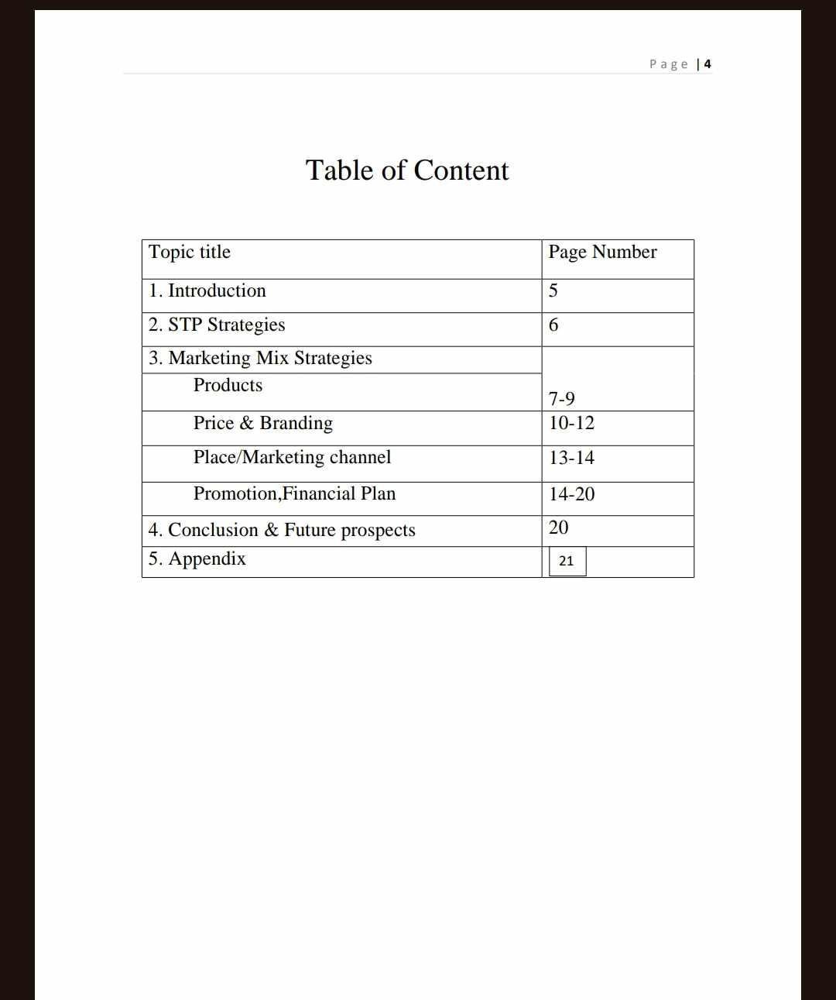 Page | 4
Table of Content
Topic title Page Number
1. Introduction 5
2. STP Strategies 6
3. Marketing Mix Strategies
Products 7-9
Price & Branding 10-12
Place/Marketing channel 13-14
Promotion,Financial Plan 14-20
4. Conclusion & Future prospects 20
5. Appendix 21